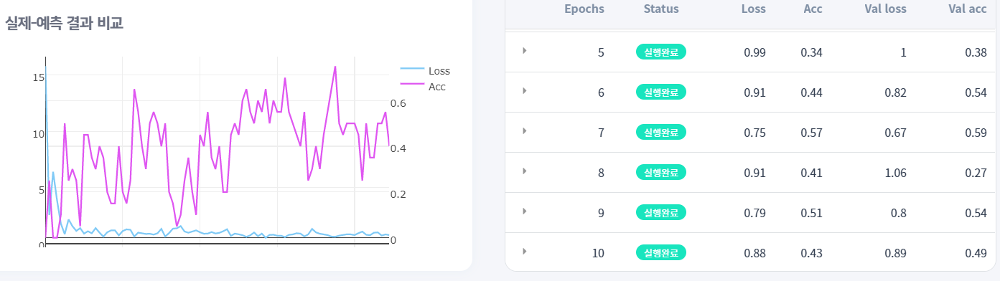 실제-예측 결과 비교
15
10
5
0
0.6
0.4
0.2
0
Loss
Acc
Epochs Status Loss Acc Val loss Val acc
5 실행완료 0.99 0.34 1 0.38
6 실행완료 0.91 0.44 0.82 0.54
7 실행완료 0.75 0.57 0.67 0.59
8 실행완료 0.91 0.41 1.06 0.27
9 실행완료 0.79 0.51 0.8 0.54
10 실행완료 0.88 0.43 0.89 0.49